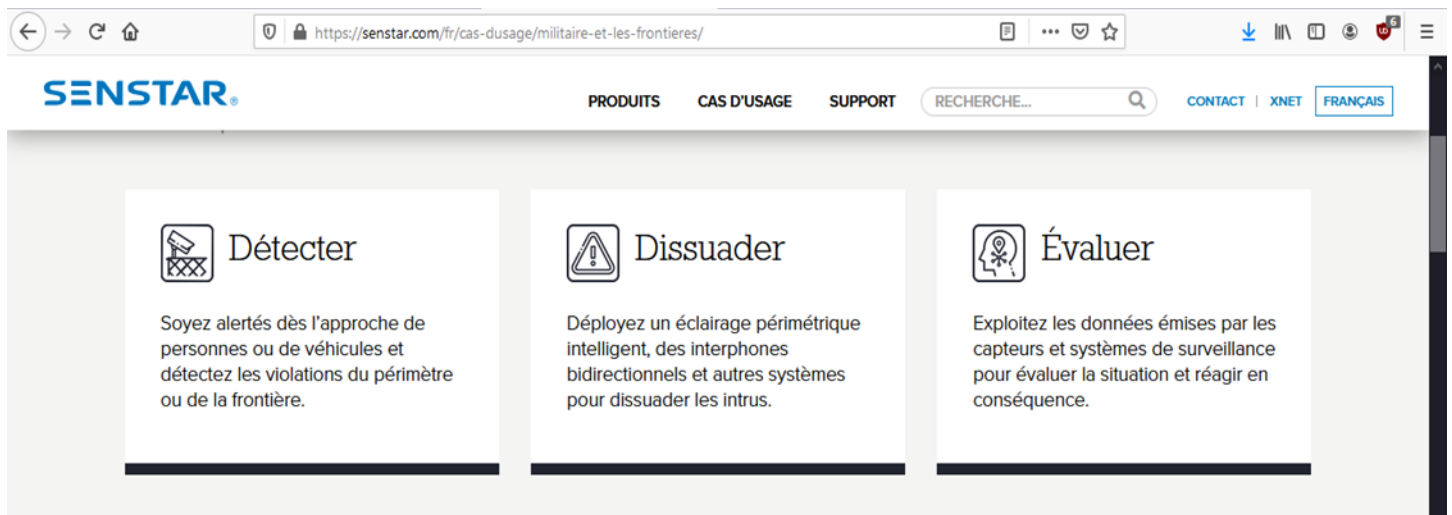 6
https://senstar.com/fr/cas-dusage/militaire-et-les-frontieres/
SENSTAR®
PRODUITS CAS D'USAGE SUPPORT RECHERCHE... CONTACT | XNET FRANÇAIS
Détecter
Soyez alertés dès l'approche de
personnes ou de véhicules et
détectez les violations du périmètre
ou de la frontière.
Dissuader
Déployez un éclairage périmétrique
intelligent, des interphones
bidirectionnels et autres systèmes
pour dissuader les intrus.
Évaluer
Exploitez les données émises par les
capteurs et systèmes de surveillance
pour évaluer la situation et réagir en
conséquence.